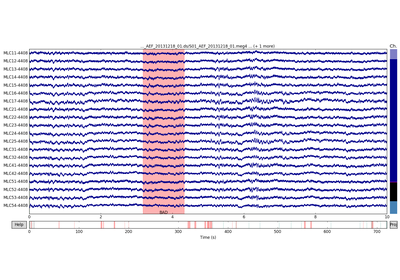 _AEF_20131218_01.ds/S01_AEF_20131218_01.meg4 ... (+ 1 more)
Ch.
MLC11-4408
MLC12-4408
MLC13-4408
MLC14-4408
MLC15-4408
MLC16-4408
MLC17-4408
MLC21-4408
MLC22-4408
MLC23-4408
MLC24-4408
MLC25-4408
MLC31-4408
MLC32-4408
MLC41-4408
MLC42-4408
MLC51-4408
MLC52-4408
MLC53-4408
MLC54-4408
BAD
0 2 4 6 8 10
Help
Proj
0 100 200 300 400 500 600 700
Time (s)